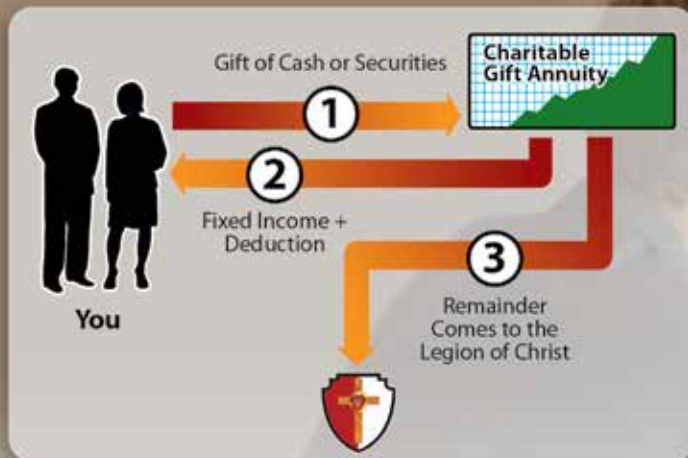 Gift of Cash or Securities
Charitable
Gift Annuity
1
2
Fixed Income +
Deduction
3
Remainder
Comes to the
Legion of Christ
You